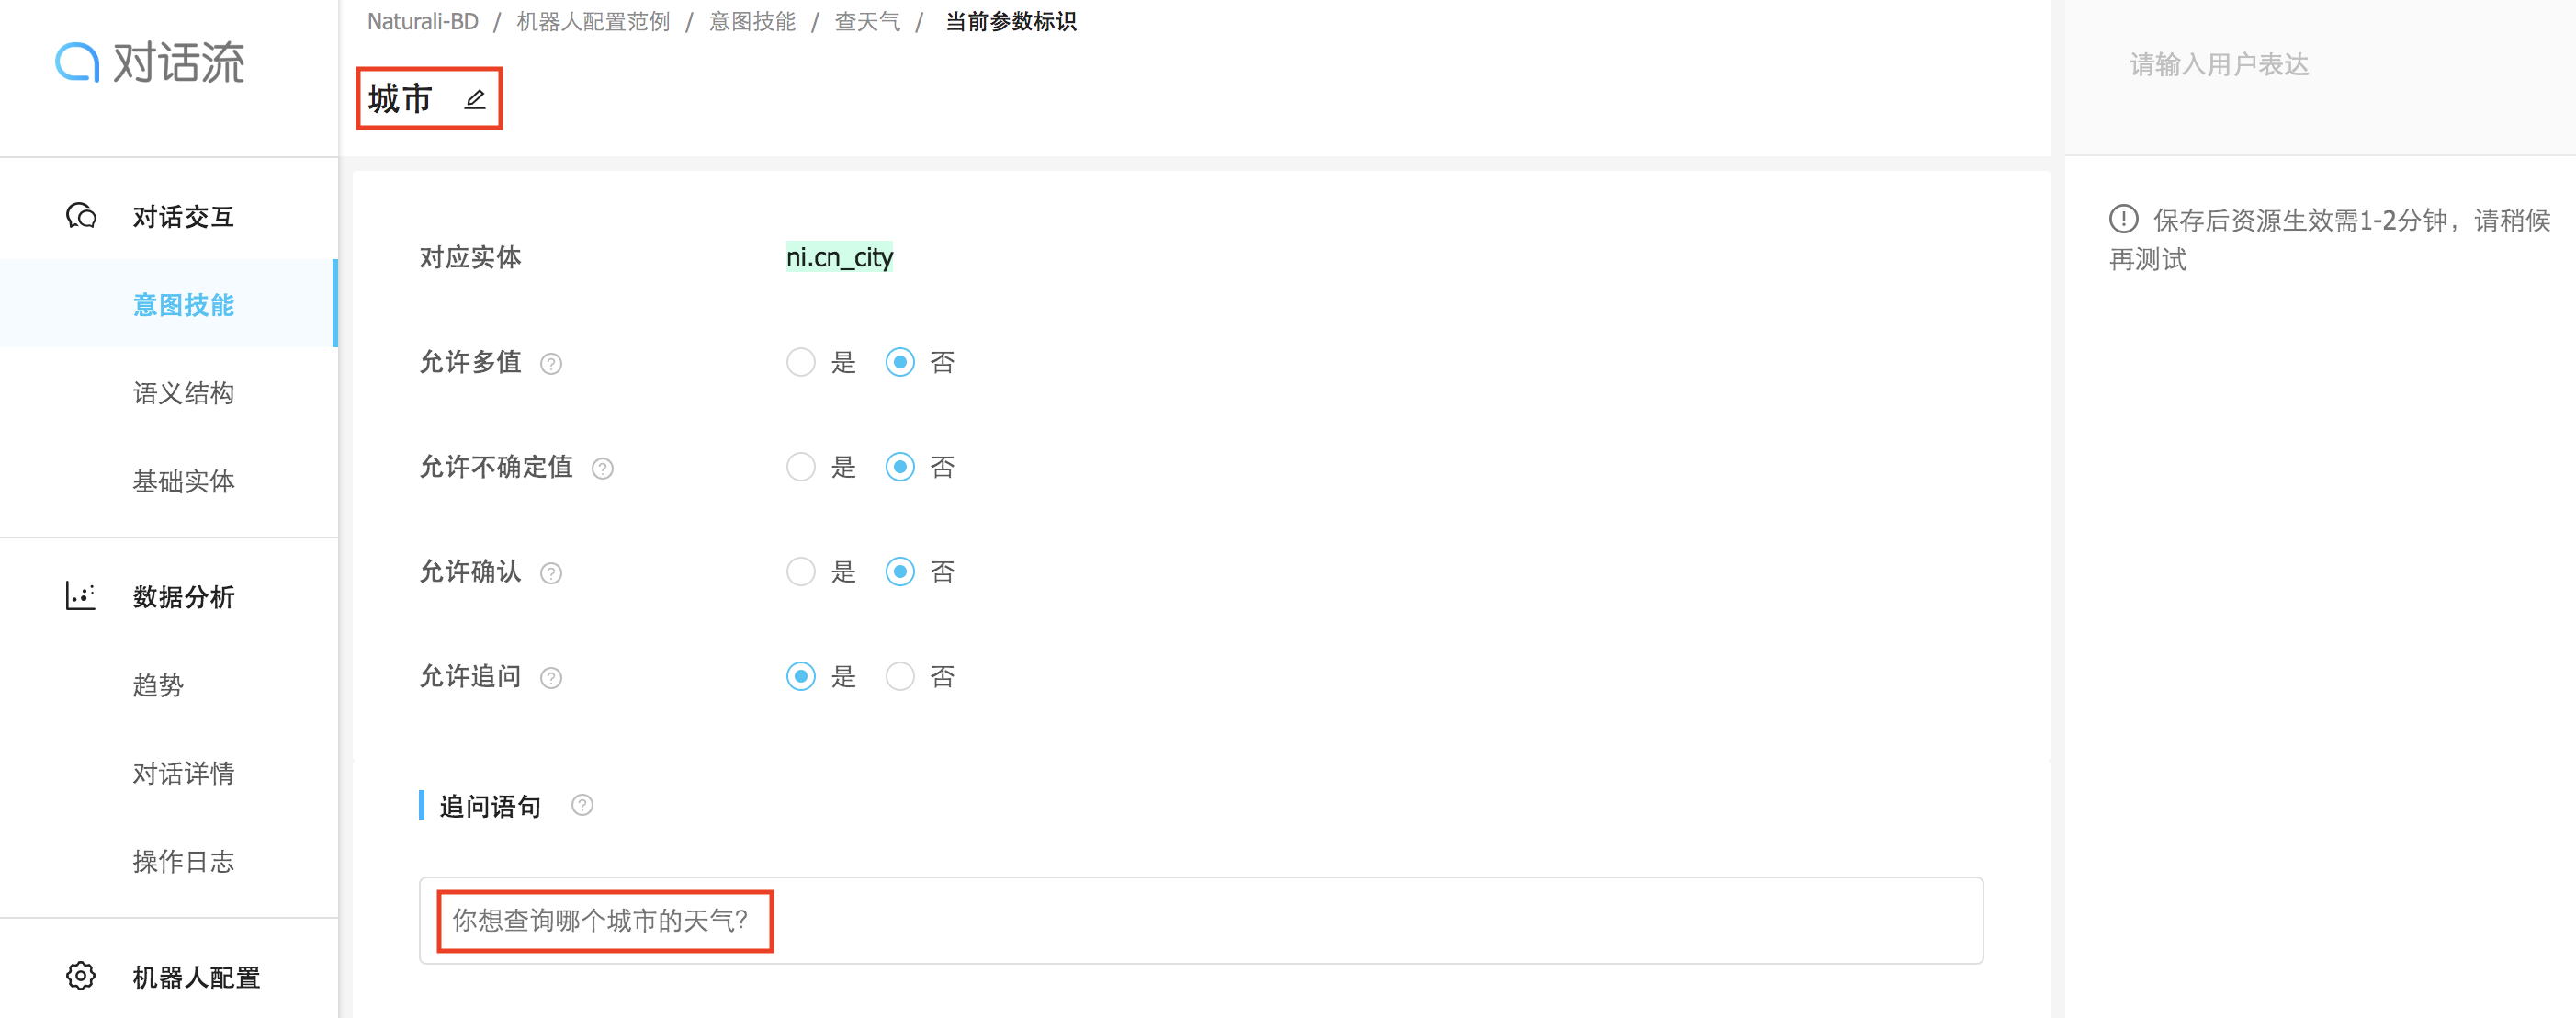 对话流
对话交互
意图技能
语义结构
基础实体
数据分析
趋势
对话详情
操作日志
机器人配置
Naturali-BD / 机器人配置范例 / 意图技能 / 查天气 / 当前参数标识
城市
对应实体 ni.cn_city
允许多值 ? 是 否
允许不确定值 ? 是 否
允许确认 ? 是 否
允许追问 ? 是 否
追问语句 ?
你想查询哪个城市的天气?
请输入用户表达
保存后资源生效需1-2分钟，请稍候
再测试